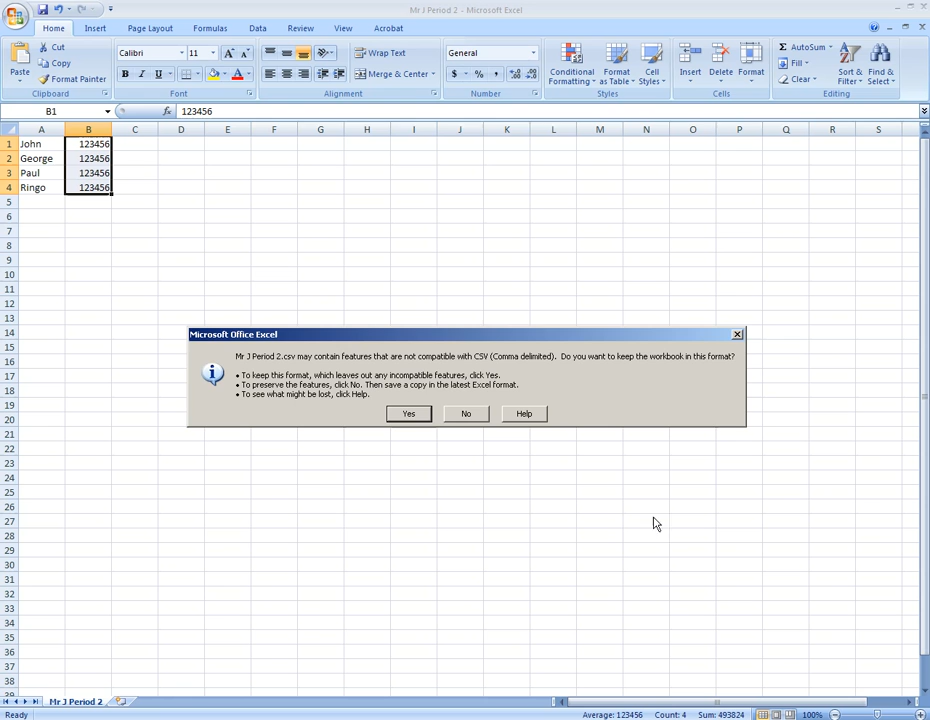 Mr J Period 2 - Microsoft Excel
Home Insert Page Layout Formulas Data Review View Acrobat
Paste Cut Copy Format Painter Clipboard
Calibri 11 A A B I U A Font
Wrap Text Merge & Center Alignment
General $ % , .0 .00 .00 .0 Number
Conditional Formatting Format as Table Cell Styles Styles
Insert Delete Format Cells
Σ AutoSum Fill Clear Sort & Filter Find & Select Editing
B1 fx 123456
A B C D E F G H I J K L M N O P Q R S
1 John 123456
2 George 123456
3 Paul 123456
4 Ringo 123456
5
6
7
8
9
10
11
12
13
14
15
16
17
18
19
20
21
22
23
24
25
26
27
28
29
30
31
32
33
34
35
36
37
38
39
Microsoft Office Excel
Mr J Period 2.csv may contain features that are not compatible with CSV (Comma delimited). Do you want to keep the workbook in this format?
• To keep this format, which leaves out any incompatible features, click Yes.
• To preserve the features, click No. Then save a copy in the latest Excel format.
• To see what might be lost, click Help.
Yes No Help
Mr J Period 2
Ready Average: 123456 Count: 4 Sum: 493824 100%